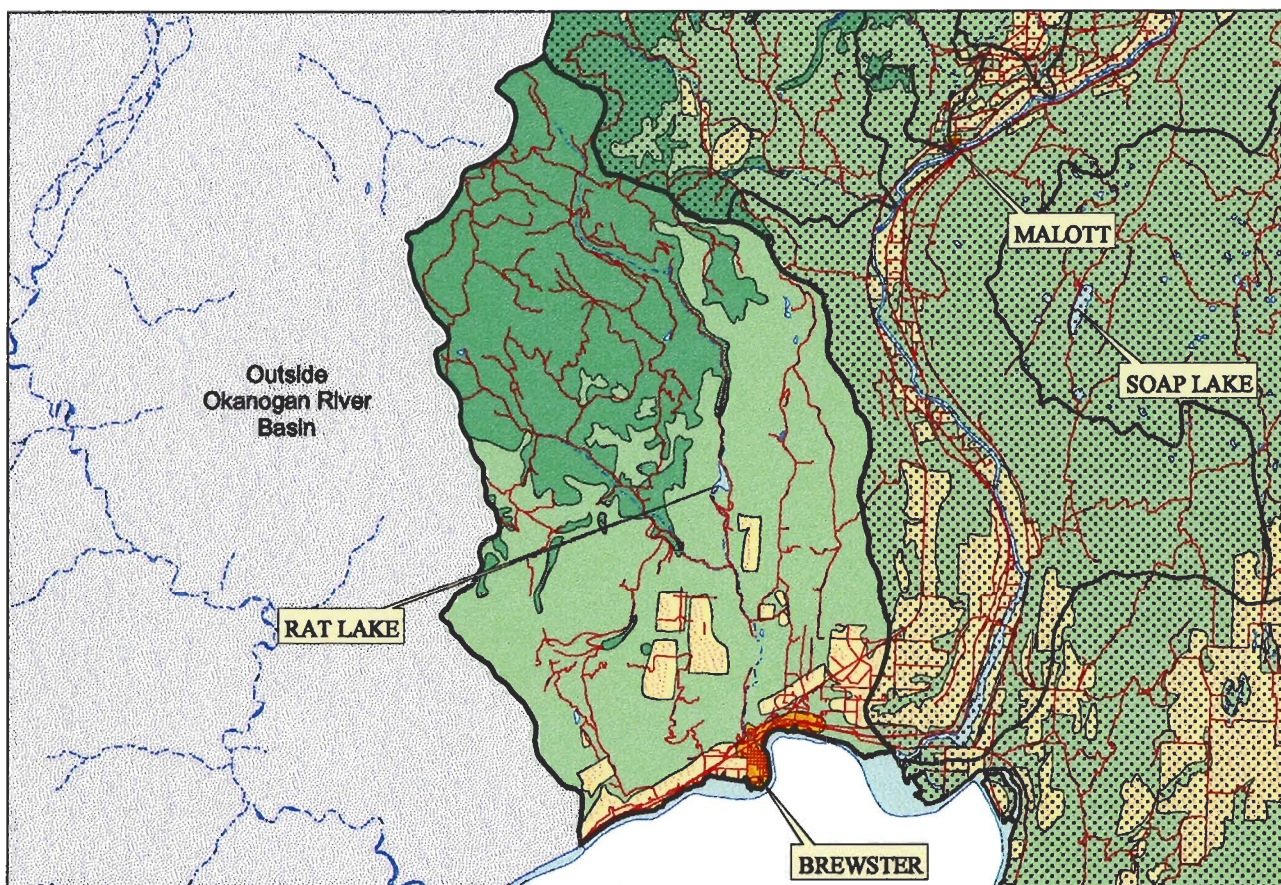 MALOTT
SOAP LAKE
Outside
Okanogan River
Basin
RAT LAKE
BREWSTER